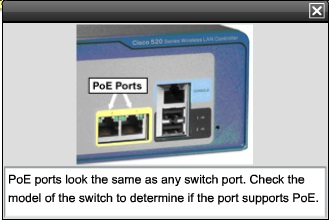 Cisco 520 Series Wireless LAN Controller
PoE Ports
CONSOLE
PoE ports look the same as any switch port. Check the
model of the switch to determine if the port supports PoE.